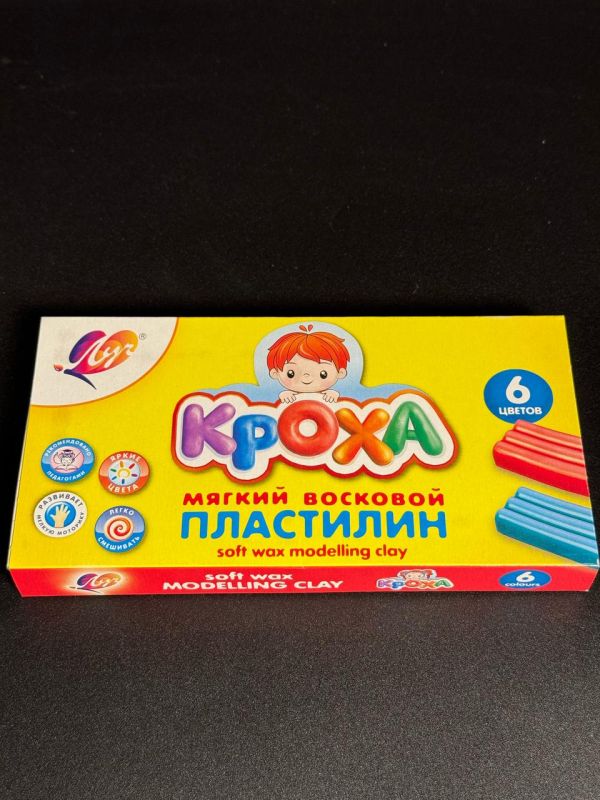 Луч®
КРОХА
6
ЦВЕТОВ
РЕКОМЕНДОВАНО
ПЕДАГОГАМИ
ЯРКИЕ
ЦВЕТА
РАЗВИВАЕТ
МЕЛКУЮ МОТОРИКУ
ЛЕГКО
СМЕШИВАТЬ
МЯГКИЙ ВОСКОВОЙ
ПЛАСТИЛИН
soft wax modelling clay
Луч
soft wax
MODELLING CLAY
КРОХА
6
colours